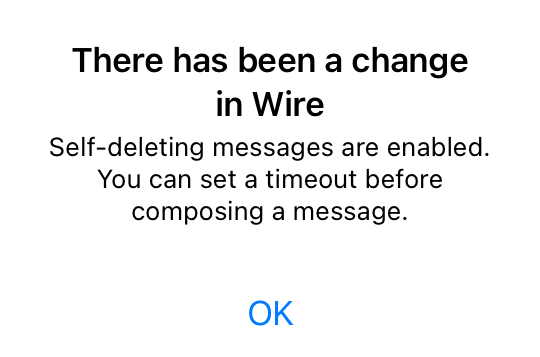 There has been a change
in Wire
Self-deleting messages are enabled.
You can set a timeout before
composing a message.
OK